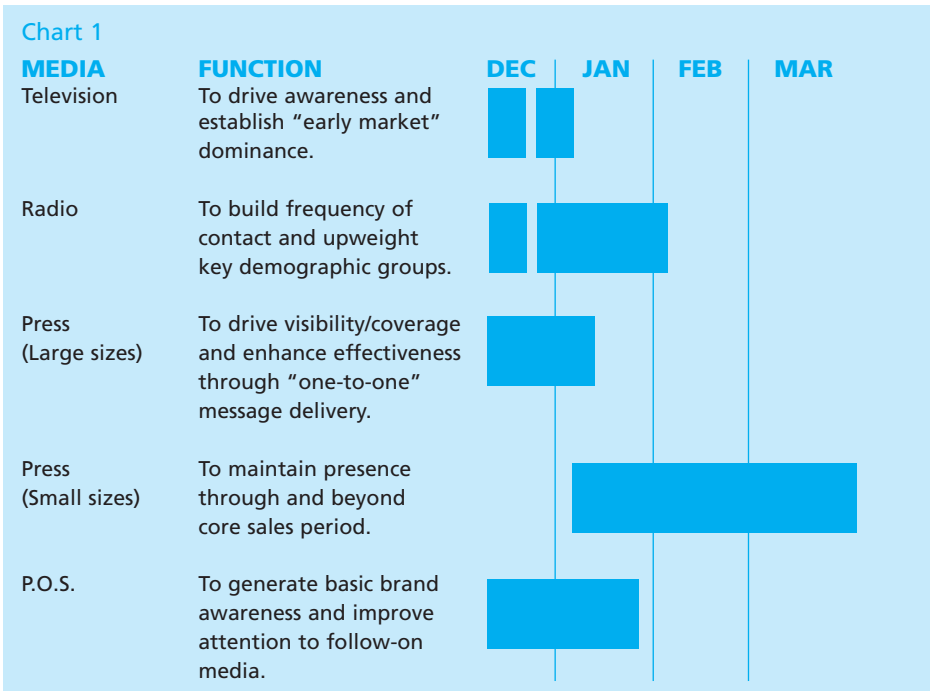 Chart 1
MEDIA FUNCTION DEC JAN FEB MAR
Television To drive awareness and
establish “early market”
dominance.
Radio To build frequency of
contact and upweight
key demographic groups.
Press To drive visibility/coverage
(Large sizes) and enhance effectiveness
through “one-to-one”
message delivery.
Press To maintain presence
(Small sizes) through and beyond
core sales period.
P.O.S. To generate basic brand
awareness and improve
attention to follow-on
media.